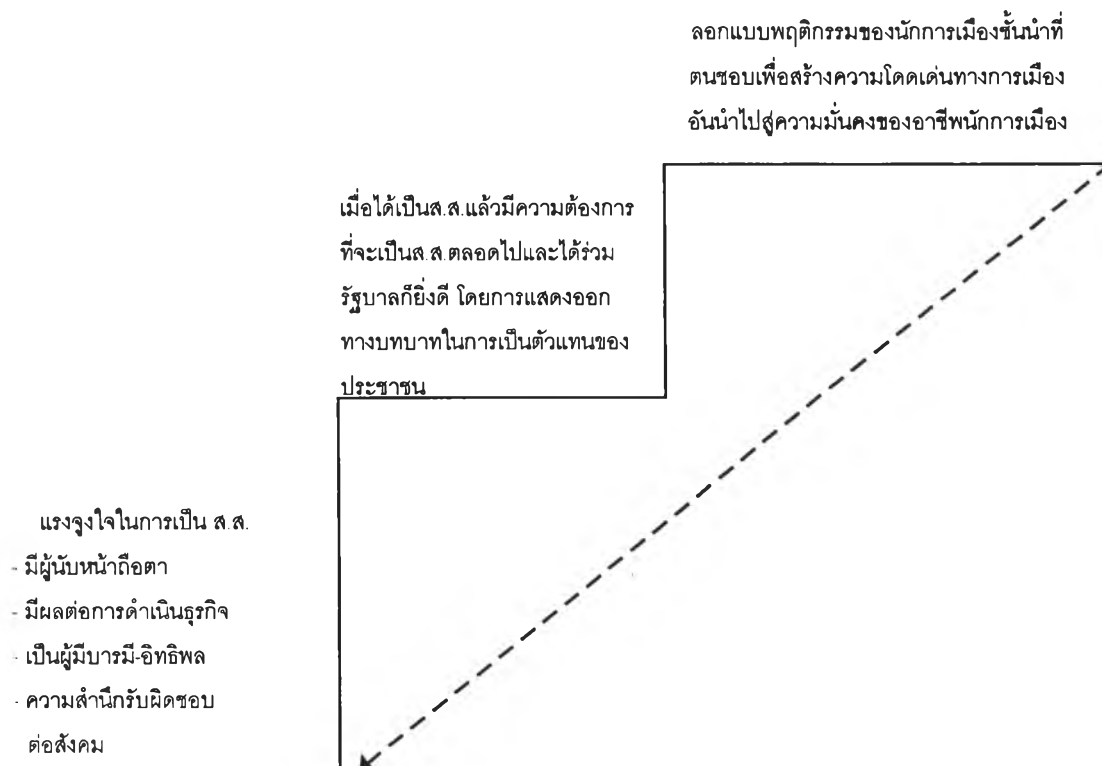 ลอกแบบพฤติกรรมของนักการเมืองชั้นนำที่
ตนชอบเพื่อสร้างความโดดเด่นทางการเมือง
อันนำไปสู่ความมั่นคงของอาชีพนักการเมือง
เมื่อได้เป็นส.ส.แล้วมีความต้องการ
ที่จะเป็นส.ส.ตลอดไปและได้ร่วม
รัฐบาลก็ยิ่งดี โดยการแสดงออก
ทางบทบาทในการเป็นตัวแทนของ
ประชาชน
แรงจูงใจในการเป็น ส.ส.
- มีผู้นับหน้าถือตา
- มีผลต่อการดำเนินธุรกิจ
- เป็นผู้มีบารมี-อิทธิพล
- ความสำนึกรับผิดชอบ
ต่อสังคม